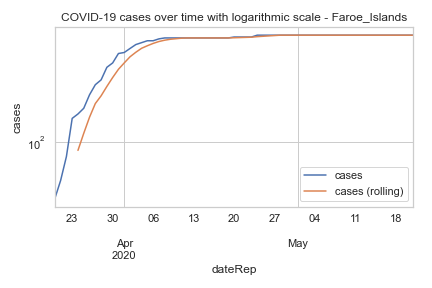 COVID-19 cases over time with logarithmic scale - Faroe_Islands
cases
10²
cases
cases (rolling)
23 30 06 13 20 27 04 11 18
Apr May
2020
dateRep